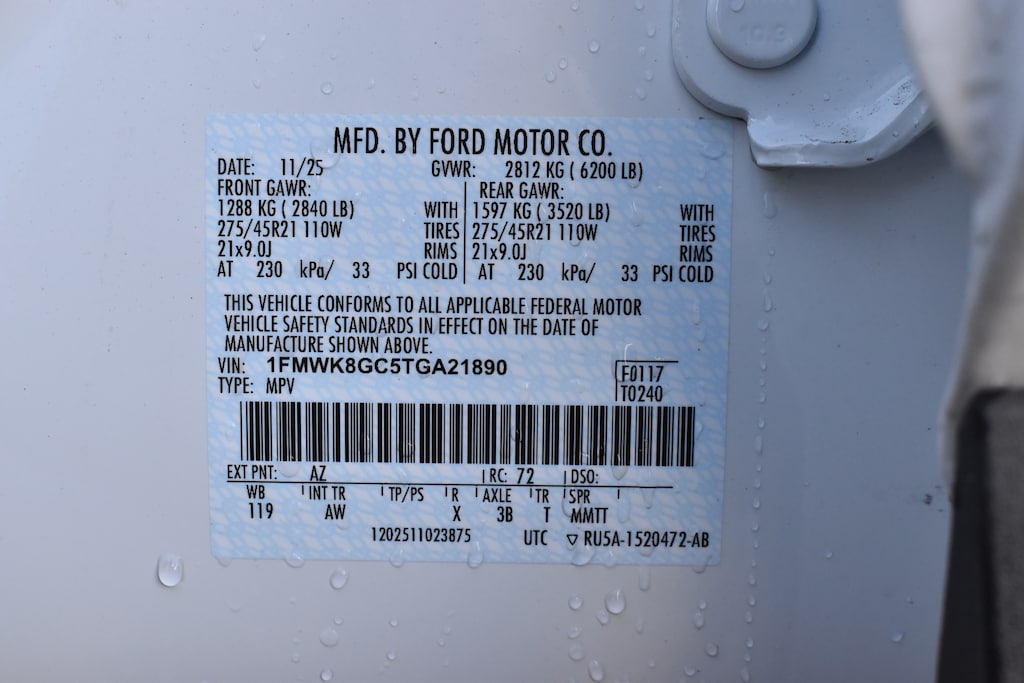 10.9
MFD. BY FORD MOTOR CO.
DATE: 11/25 GVWR: 2812 KG ( 6200 LB)
FRONT GAWR: REAR GAWR:
1288 KG ( 2840 LB) WITH 1597 KG ( 3520 LB) WITH
275/45R21 110W TIRES 275/45R21 110W TIRES
21x9.0J RIMS 21x9.0J RIMS
AT 230 kPa/ 33 PSI COLD AT 230 kPa/ 33 PSI COLD
THIS VEHICLE CONFORMS TO ALL APPLICABLE FEDERAL MOTOR
VEHICLE SAFETY STANDARDS IN EFFECT ON THE DATE OF
MANUFACTURE SHOWN ABOVE.
VIN: 1FMWK8GC5TGA21890 F0117
TYPE: MPV T0240
EXT PNT: AZ RC: 72 DSO:
WB INT TR TP/PS R AXLE TR SPR
119 AW X 3B T MMTT
1202511023875 UTC ▽ RU5A-1520472-AB